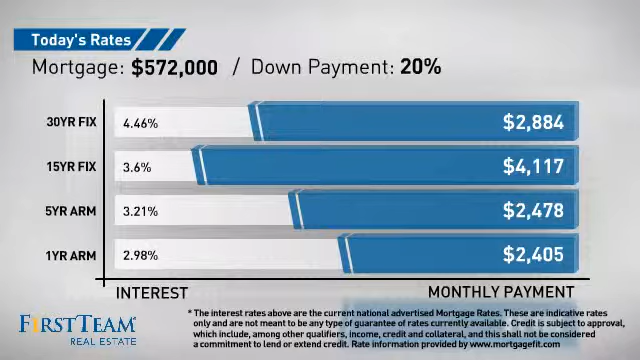 Today's Rates
Mortgage: $572,000 / Down Payment: 20%
30YR FIX 4.46% $2,884
15YR FIX 3.6% $4,117
5YR ARM 3.21% $2,478
1YR ARM 2.98% $2,405
INTEREST MONTHLY PAYMENT
FIRSTTEAM®
REAL ESTATE
* The interest rates above are the current national advertised Mortgage Rates. These are indicative rates
only and are not meant to be any type of guarantee of rates currently available. Credit is subject to approval,
which include, among other qualifiers, income, credit and collateral, and this shall not be considered
a commitment to lend or extend credit. Rate information provided by www.mortgagefit.com